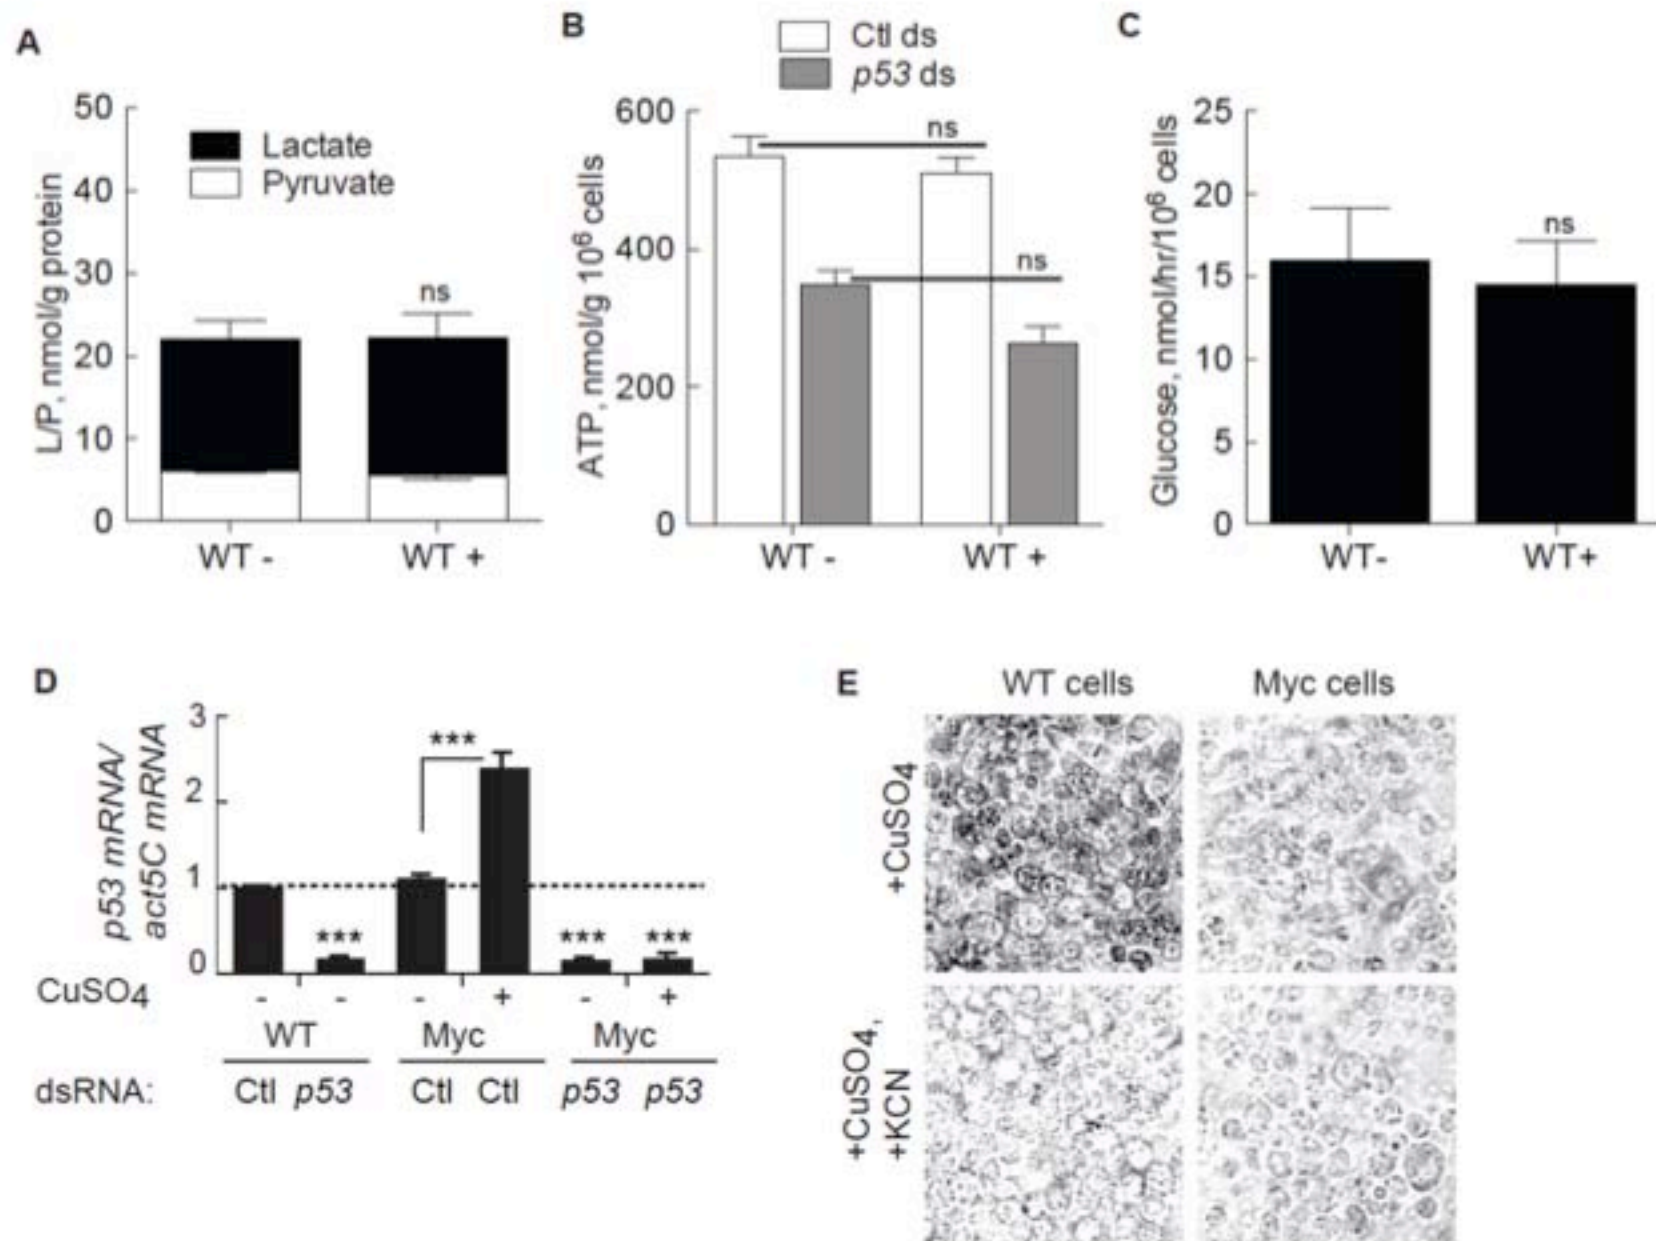 A
50
40
30
20
10
0
L/P, nmol/g protein
Lactate
Pyruvate
ns
WT -
WT +
B
Ctl ds
p53 ds
600
400
200
0
ATP, nmol/g 10⁶ cells
ns
ns
WT -
WT +
C
25
20
15
10
5
0
Glucose, nmol/hr/10⁶ cells
ns
WT-
WT+
D
p53 mRNA/
act5C mRNA
3
2
1
0
***
***
***
***
CuSO4 - - - + - +
WT Myc Myc
dsRNA: Ctl p53 Ctl Ctl p53 p53
E
WT cells Myc cells
+CuSO4
+CuSO4,
+KCN